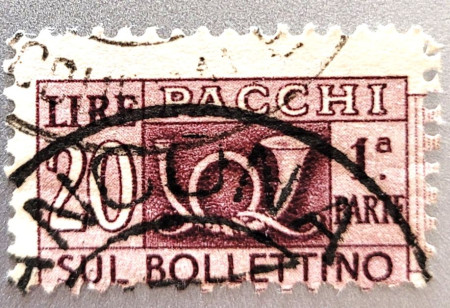 LIRE PACCHI
20 1ª
PARTE
SUL BOLLETTINO